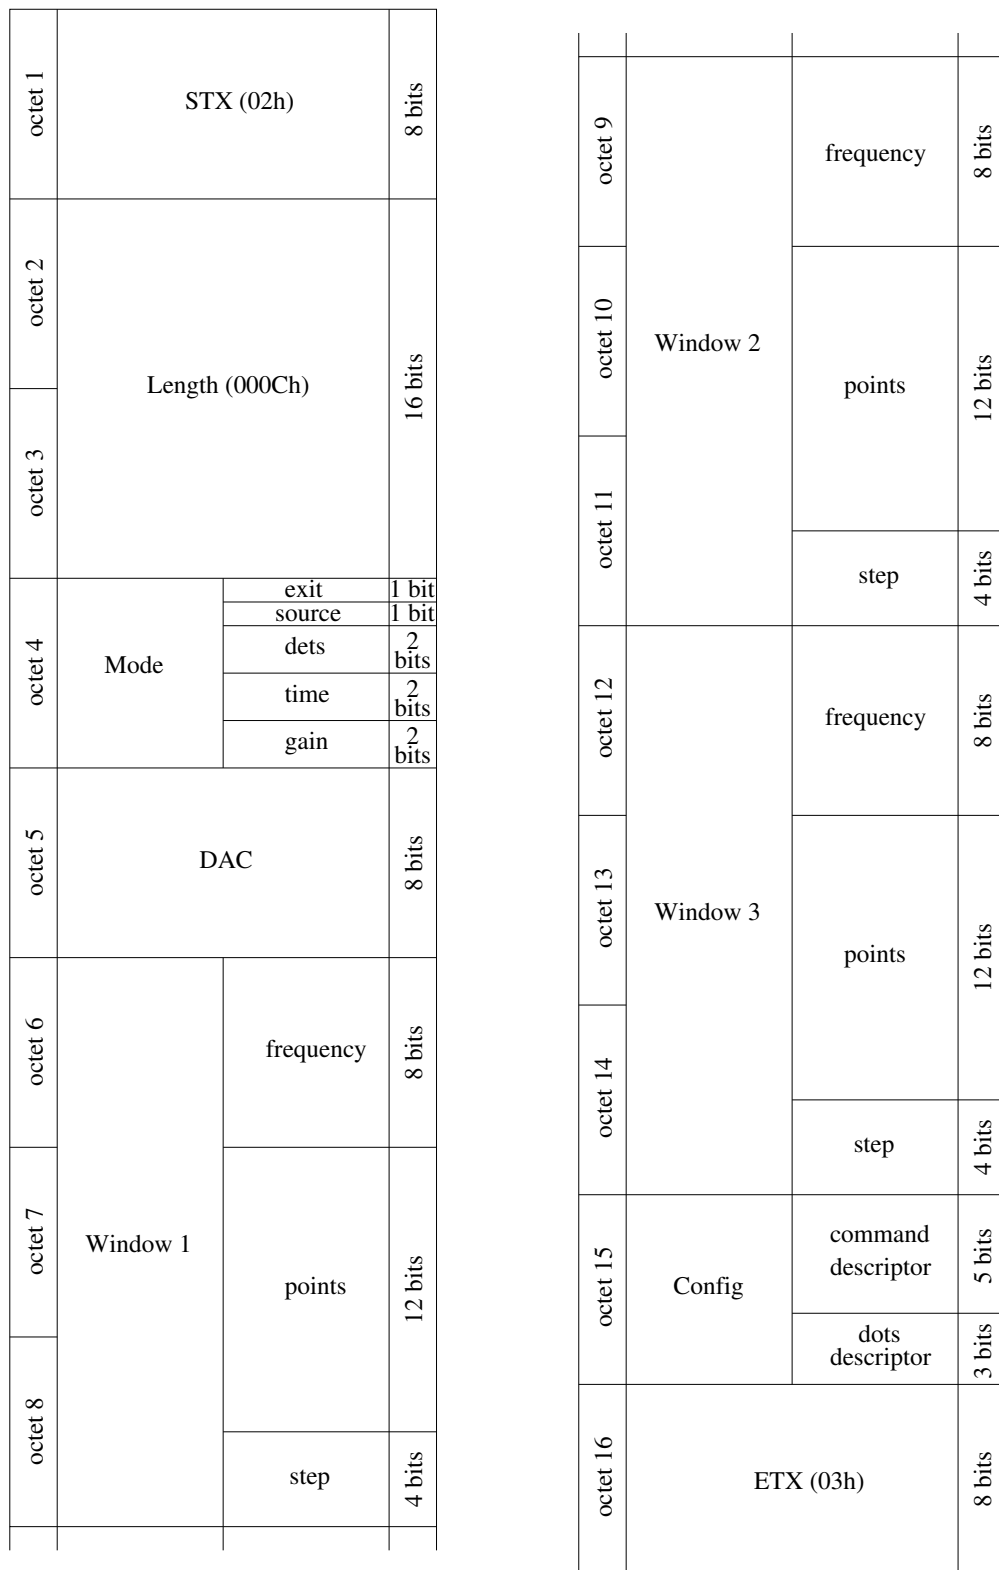 octet 1
STX (02h)
8 bits
octet 2
octet 3
Length (000Ch)
16 bits
octet 4
Mode
exit
1 bit
source
1 bit
dets
2
bits
time
2
bits
gain
2
bits
octet 5
DAC
8 bits
octet 6
octet 7
octet 8
Window 1
frequency
8 bits
points
12 bits
step
4 bits
octet 9
octet 10
octet 11
Window 2
frequency
8 bits
points
12 bits
step
4 bits
octet 12
octet 13
octet 14
Window 3
frequency
8 bits
points
12 bits
step
4 bits
octet 15
Config
command
descriptor
5 bits
dots
descriptor
3 bits
octet 16
ETX (03h)
8 bits